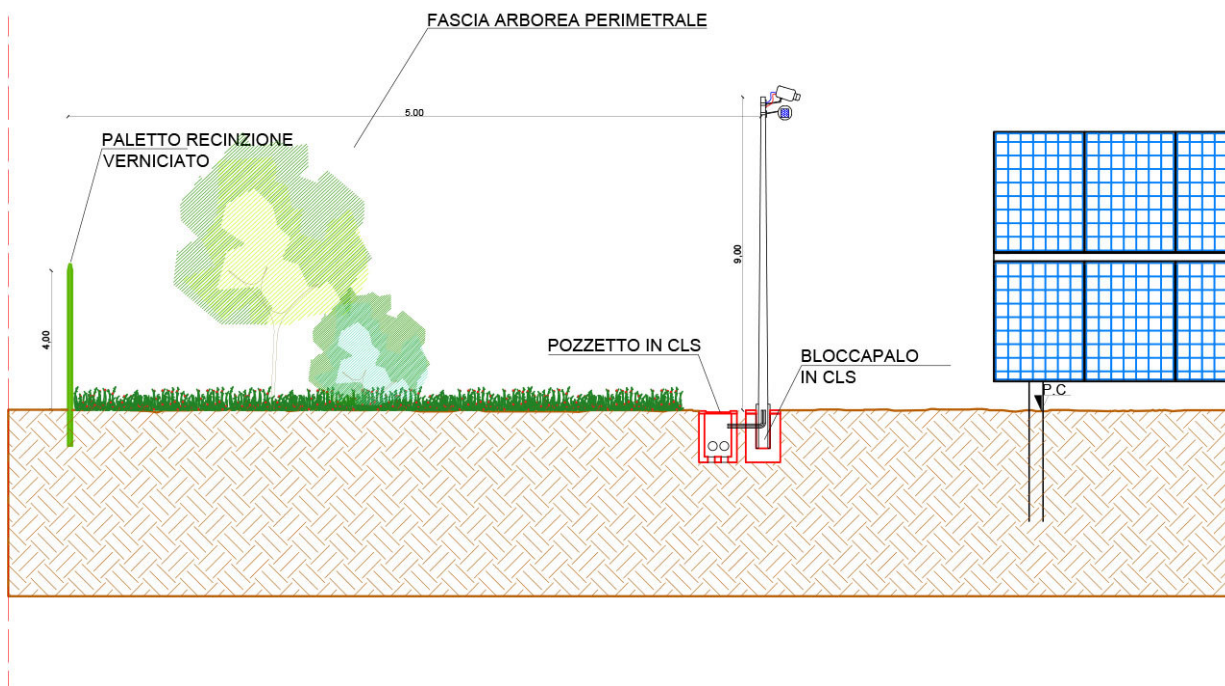 FASCIA ARBOREA PERIMETRALE
5.00
PALETTO RECINZIONE
VERNICIATO
9,00
4,00
POZZETTO IN CLS
BLOCCAPALO
IN CLS
P.C